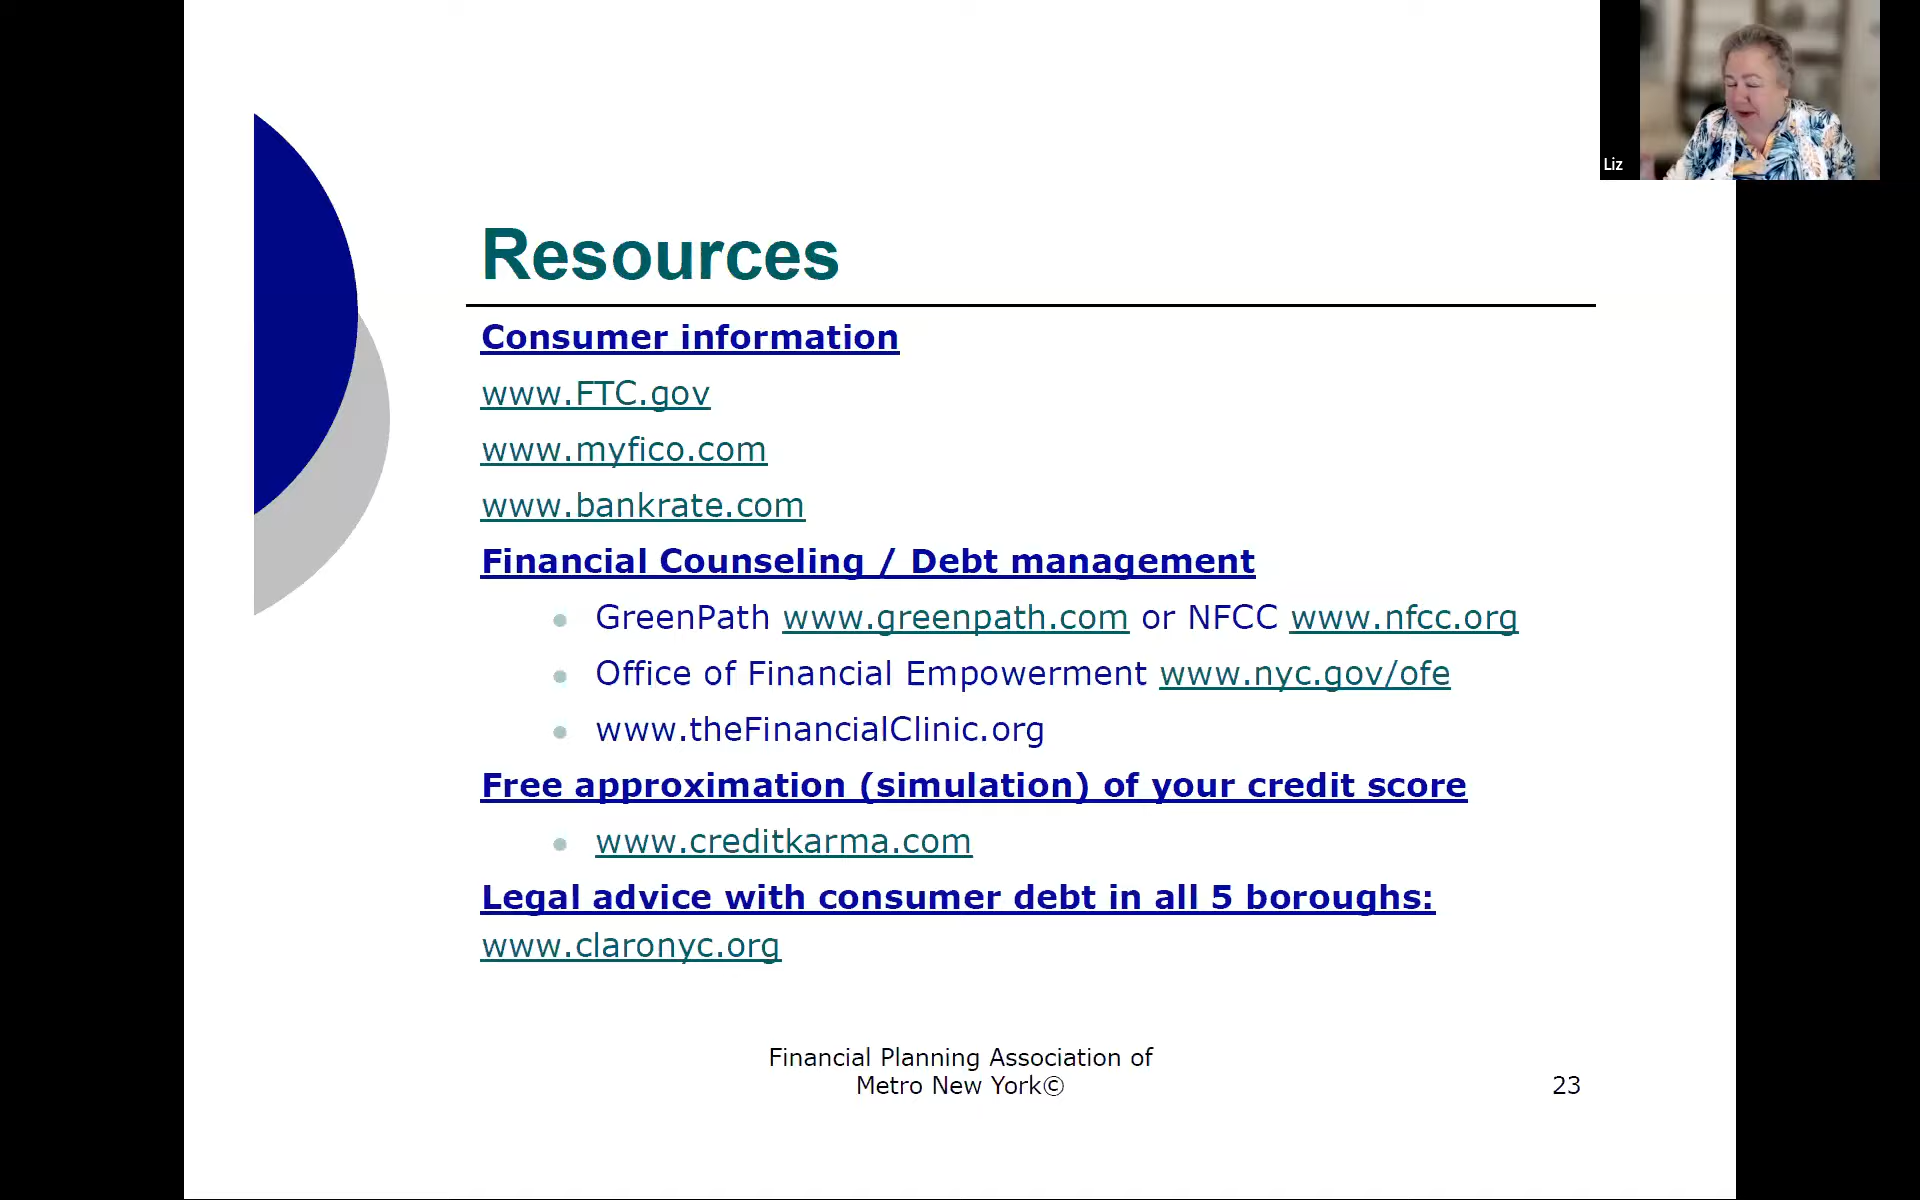 Liz
Resources
Consumer information
www.FTC.gov
www.myfico.com
www.bankrate.com
Financial Counseling / Debt management
GreenPath www.greenpath.com or NFCC www.nfcc.org
Office of Financial Empowerment www.nyc.gov/ofe
www.theFinancialClinic.org
Free approximation (simulation) of your credit score
www.creditkarma.com
Legal advice with consumer debt in all 5 boroughs:
www.claronyc.org
Financial Planning Association of
Metro New York©
23